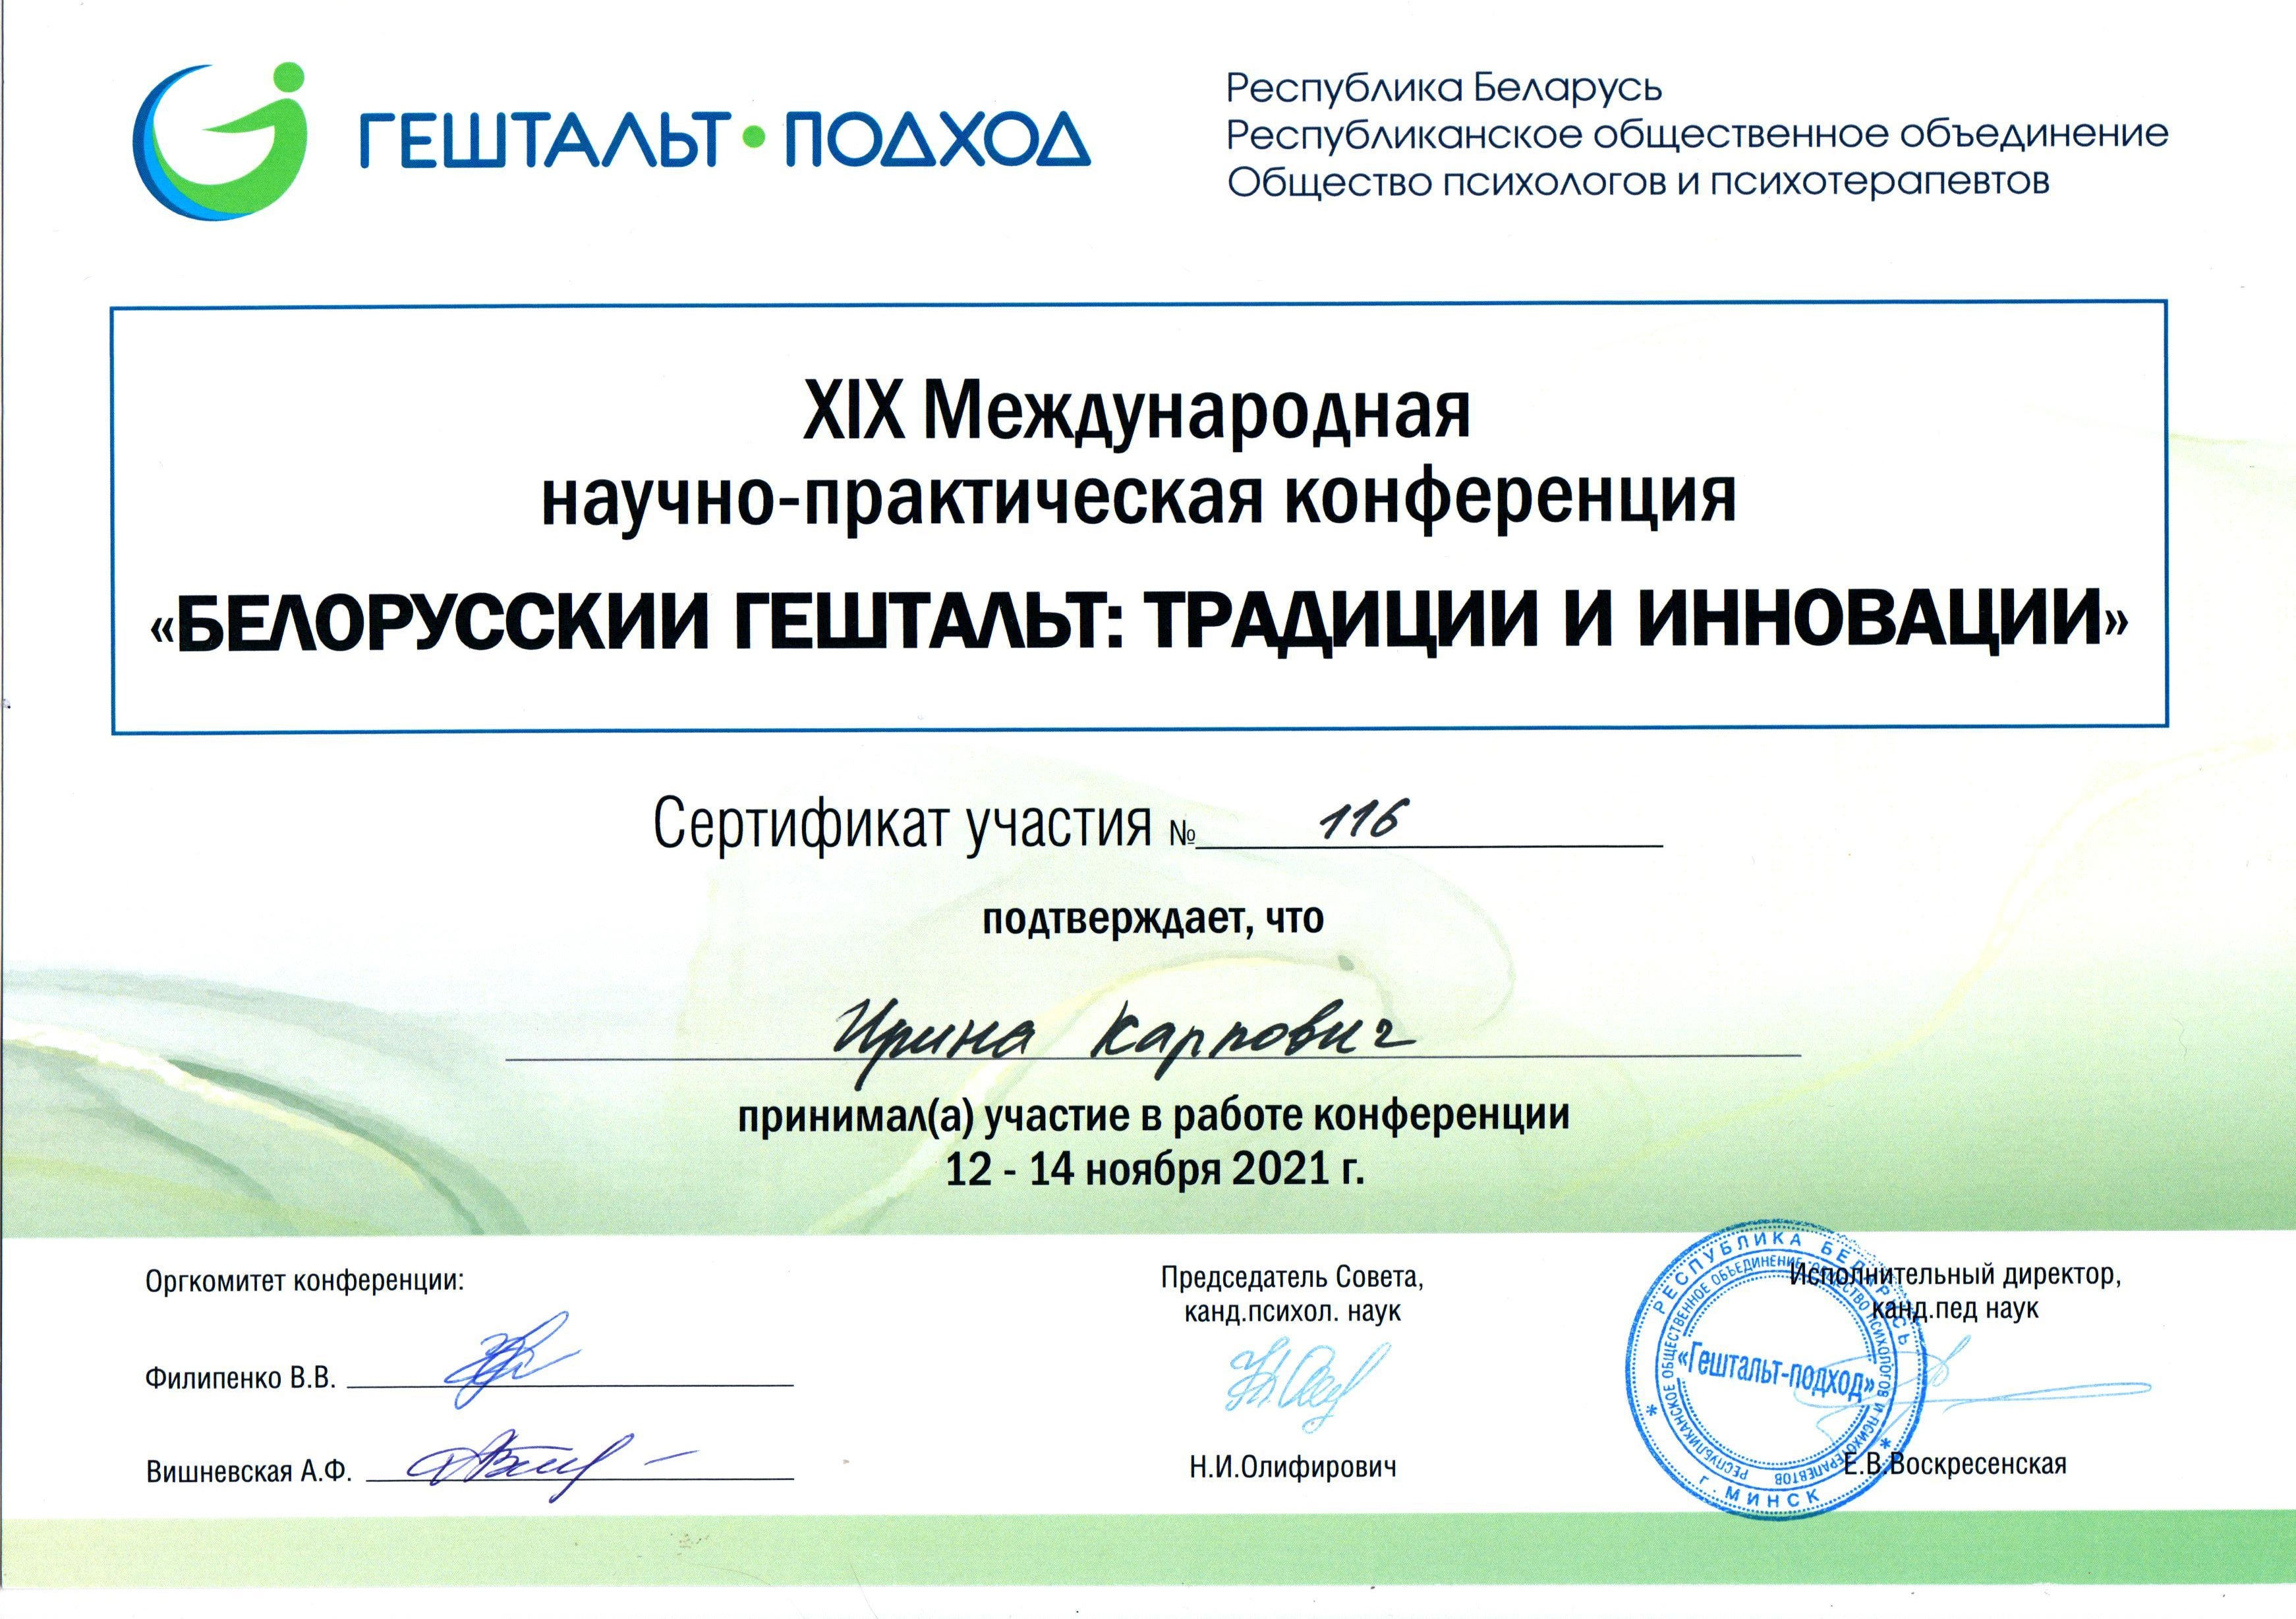 ГЕШТАЛЬТ • ПОДХОД
Республика Беларусь
Республиканское общественное объединение
Общество психологов и психотерапевтов
XIX Международная
научно-практическая конференция
«БЕЛОРУССКИИ ГЕШТАЛЬТ: ТРАДИЦИИ И ИННОВАЦИИ»
Сертификат участия № 116
подтверждает, что
Ирина Карпович
принимал(а) участие в работе конференции
12 - 14 ноября 2021 г.
Оргкомитет конференции:
Филипенко В.В.
Вишневская А.Ф.
Председатель Совета,
канд.психол. наук
Н.И.Олифирович
Исполнительный директор,
канд.пед наук
Е.В.Воскресенская
РЕСПУБЛИКА БЕЛАРУСЬ
РЕСПУБЛИКАНСКОЕ ОБЩЕСТВЕННОЕ ОБЪЕДИНЕНИЕ ОБЩЕСТВО ПСИХОЛОГОВ И ПСИХОТЕРАПЕВТОВ
«Гештальт-подход»
* г. МИНСК *